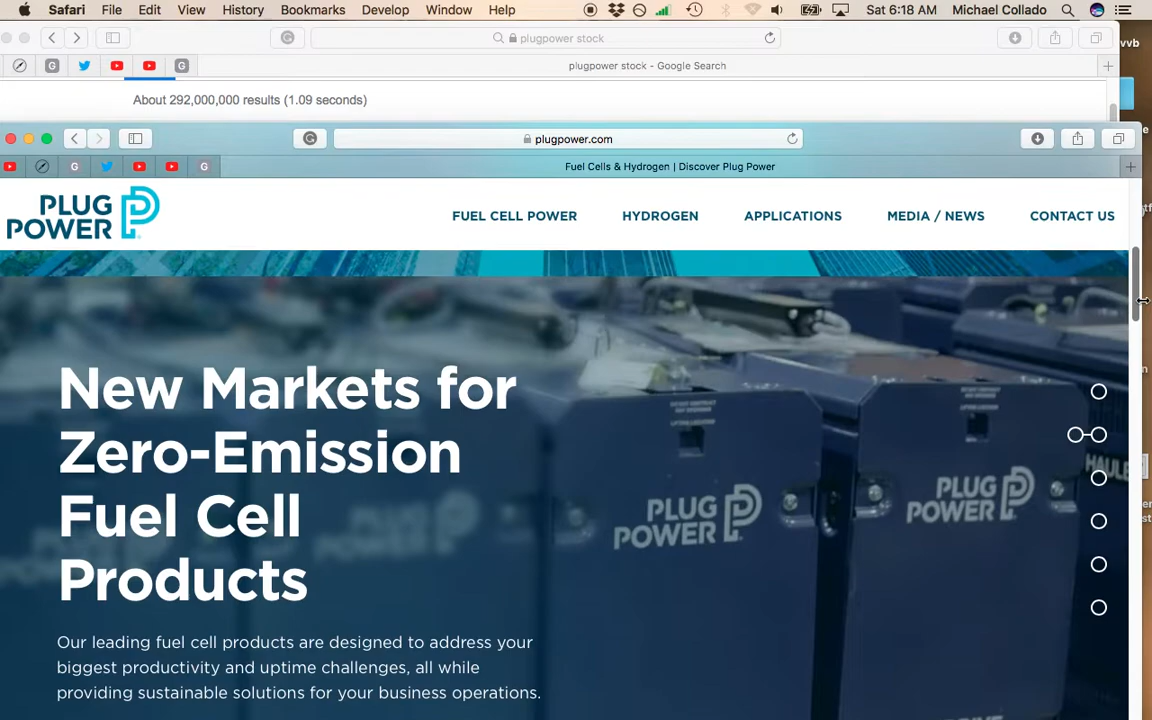 Safari File Edit View History Bookmarks Develop Window Help Sat 6:18 AM Michael Collado
plugpower stock
plugpower stock - Google Search
About 292,000,000 results (1.09 seconds)
plugpower.com
Fuel Cells & Hydrogen | Discover Plug Power
PLUG
POWER
FUEL CELL POWER HYDROGEN APPLICATIONS MEDIA / NEWS CONTACT US
New Markets for
Zero-Emission
Fuel Cell
Products
Our leading fuel cell products are designed to address your
biggest productivity and uptime challenges, all while
providing sustainable solutions for your business operations.
PLUG
POWER
PLUG
POWER
PLUG
POWER